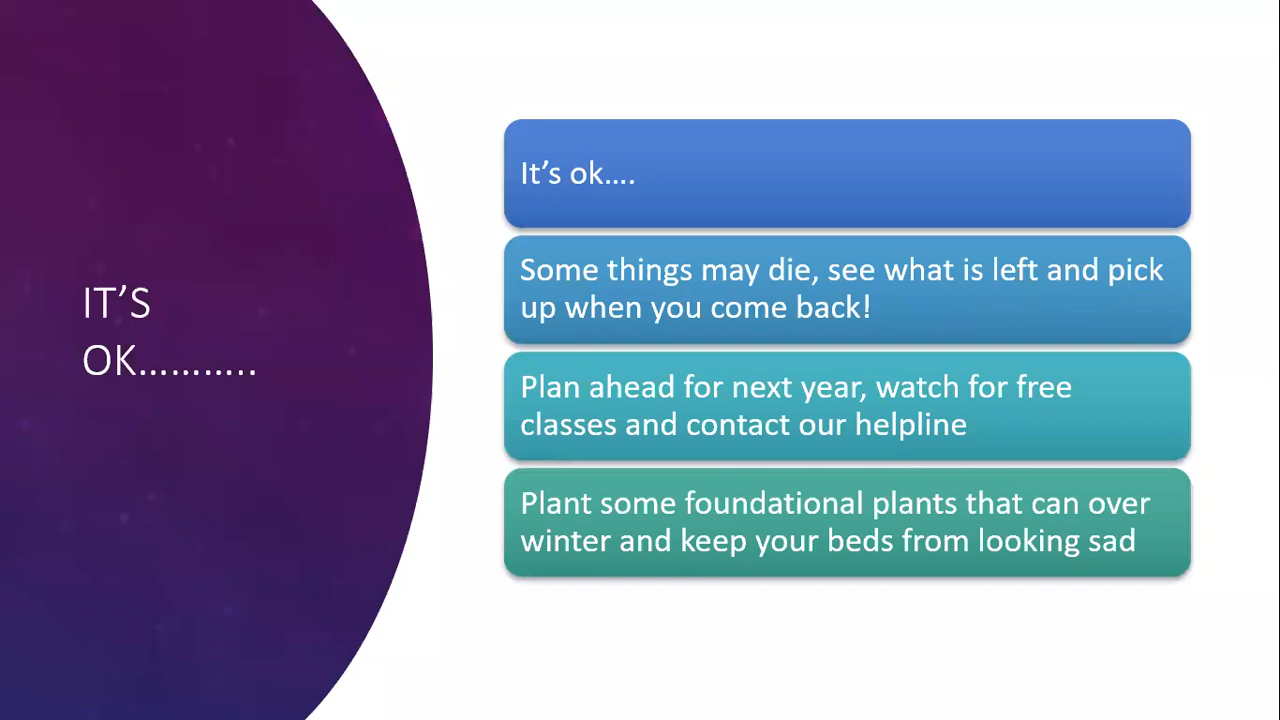 IT’S
OK………..
It’s ok….
Some things may die, see what is left and pick
up when you come back!
Plan ahead for next year, watch for free
classes and contact our helpline
Plant some foundational plants that can over
winter and keep your beds from looking sad